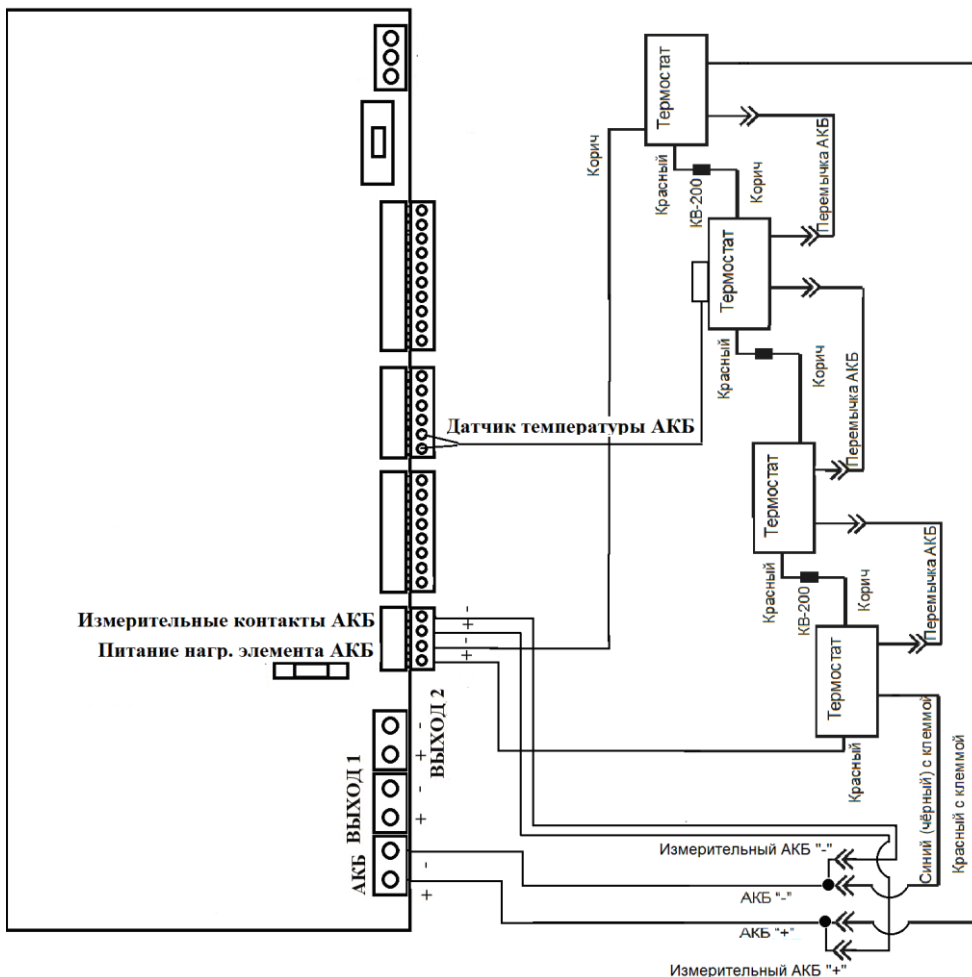 Термостат
Корич
Красный
КВ-200
Корич
Перемычка АКБ
Термостат
Красный
Корич
Перемычка АКБ
Датчик температуры АКБ
Термостат
Красный
КВ-200
Корич
Перемычка АКБ
Измерительные контакты АКБ
+ -
Питание нагр. элемента АКБ
+ -
Термостат
Красный
ВЫХОД 2
+ -
ВЫХОД 1
+ -
АКБ
+ -
Синий (чёрный) с клеммой
Красный с клеммой
Измерительный АКБ "-"
АКБ "-"
АКБ "+"
Измерительный АКБ "+"